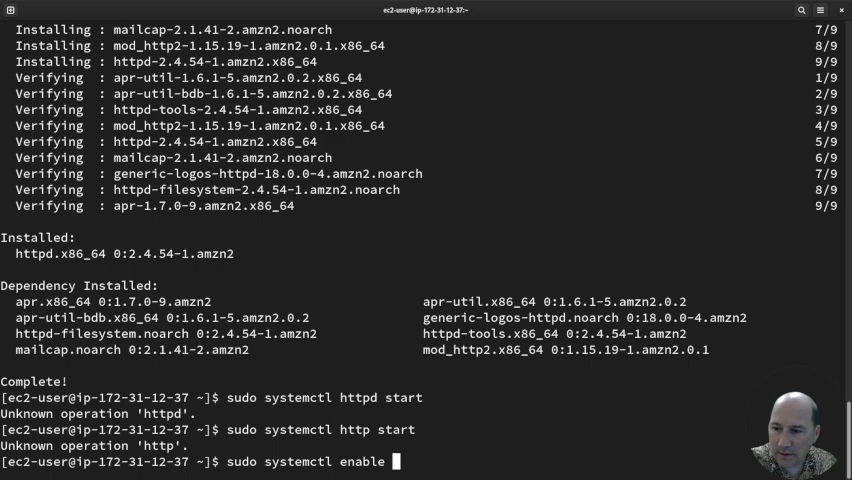 ec2-user@ip-172-31-12-37:~
Installing : mailcap-2.1.41-2.amzn2.noarch 7/9
Installing : mod_http2-1.15.19-1.amzn2.0.1.x86_64 8/9
Installing : httpd-2.4.54-1.amzn2.x86_64 9/9
Verifying : apr-util-1.6.1-5.amzn2.0.2.x86_64 1/9
Verifying : apr-util-bdb-1.6.1-5.amzn2.0.2.x86_64 2/9
Verifying : httpd-tools-2.4.54-1.amzn2.x86_64 3/9
Verifying : mod_http2-1.15.19-1.amzn2.0.1.x86_64 4/9
Verifying : httpd-2.4.54-1.amzn2.x86_64 5/9
Verifying : mailcap-2.1.41-2.amzn2.noarch 6/9
Verifying : generic-logos-httpd-18.0.0-4.amzn2.noarch 7/9
Verifying : httpd-filesystem-2.4.54-1.amzn2.noarch 8/9
Verifying : apr-1.7.0-9.amzn2.x86_64 9/9
Installed:
httpd.x86_64 0:2.4.54-1.amzn2
Dependency Installed:
apr.x86_64 0:1.7.0-9.amzn2 apr-util.x86_64 0:1.6.1-5.amzn2.0.2
apr-util-bdb.x86_64 0:1.6.1-5.amzn2.0.2 generic-logos-httpd.noarch 0:18.0.0-4.amzn2
httpd-filesystem.noarch 0:2.4.54-1.amzn2 httpd-tools.x86_64 0:2.4.54-1.amzn2
mailcap.noarch 0:2.1.41-2.amzn2 mod_http2.x86_64 0:1.15.19-1.amzn2.0.1
Complete!
[ec2-user@ip-172-31-12-37 ~]$ sudo systemctl httpd start
Unknown operation 'httpd'.
[ec2-user@ip-172-31-12-37 ~]$ sudo systemctl http start
Unknown operation 'http'.
[ec2-user@ip-172-31-12-37 ~]$ sudo systemctl enable